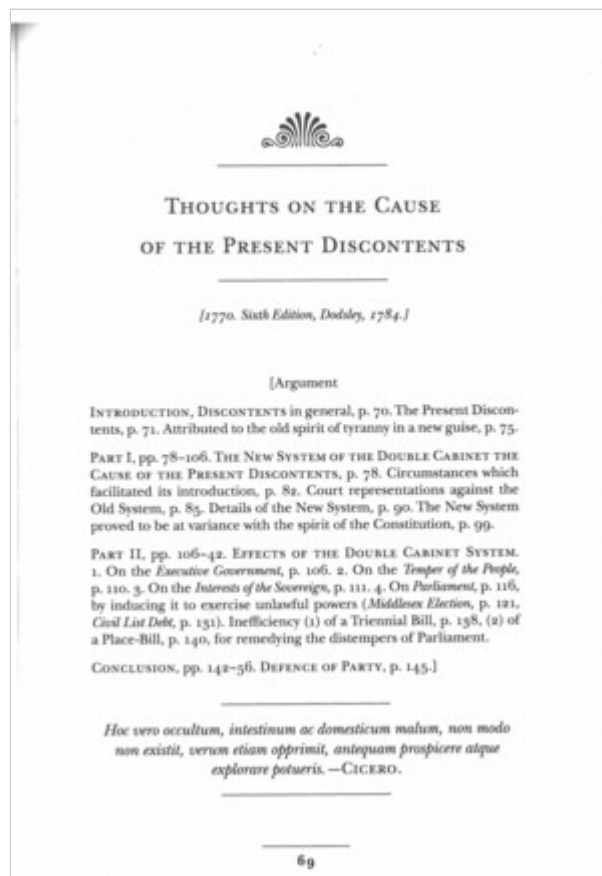 THOUGHTS ON THE CAUSE
OF THE PRESENT DISCONTENTS
[1770. Sixth Edition, Dodsley, 1784.]
[Argument
INTRODUCTION, DISCONTENTS in general, p. 70. The Present Discon-
tents, p. 71. Attributed to the old spirit of tyranny in a new guise, p. 75.
PART I, pp. 78–106. THE NEW SYSTEM OF THE DOUBLE CABINET THE
CAUSE OF THE PRESENT DISCONTENTS, p. 78. Circumstances which
facilitated its introduction, p. 82. Court representations against the
Old System, p. 85. Details of the New System, p. 90. The New System
proved to be at variance with the spirit of the Constitution, p. 99.
PART II, pp. 106–42. EFFECTS OF THE DOUBLE CABINET SYSTEM.
1. On the Executive Government, p. 106. 2. On the Temper of the People,
p. 110. 3. On the Interests of the Sovereign, p. 111. 4. On Parliament, p. 116,
by inducing it to exercise unlawful powers (Middlesex Election, p. 121,
Civil List Debt, p. 131). Inefficiency (1) of a Triennial Bill, p. 138, (2) of
a Place-Bill, p. 140, for remedying the distempers of Parliament.
CONCLUSION, pp. 142–56. DEFENCE OF PARTY, p. 145.]
Hoc vero occultum, intestinum ac domesticum malum, non modo
non existit, verum etiam opprimit, antequam prospicere atque
explorare potueris.—CICERO.
69